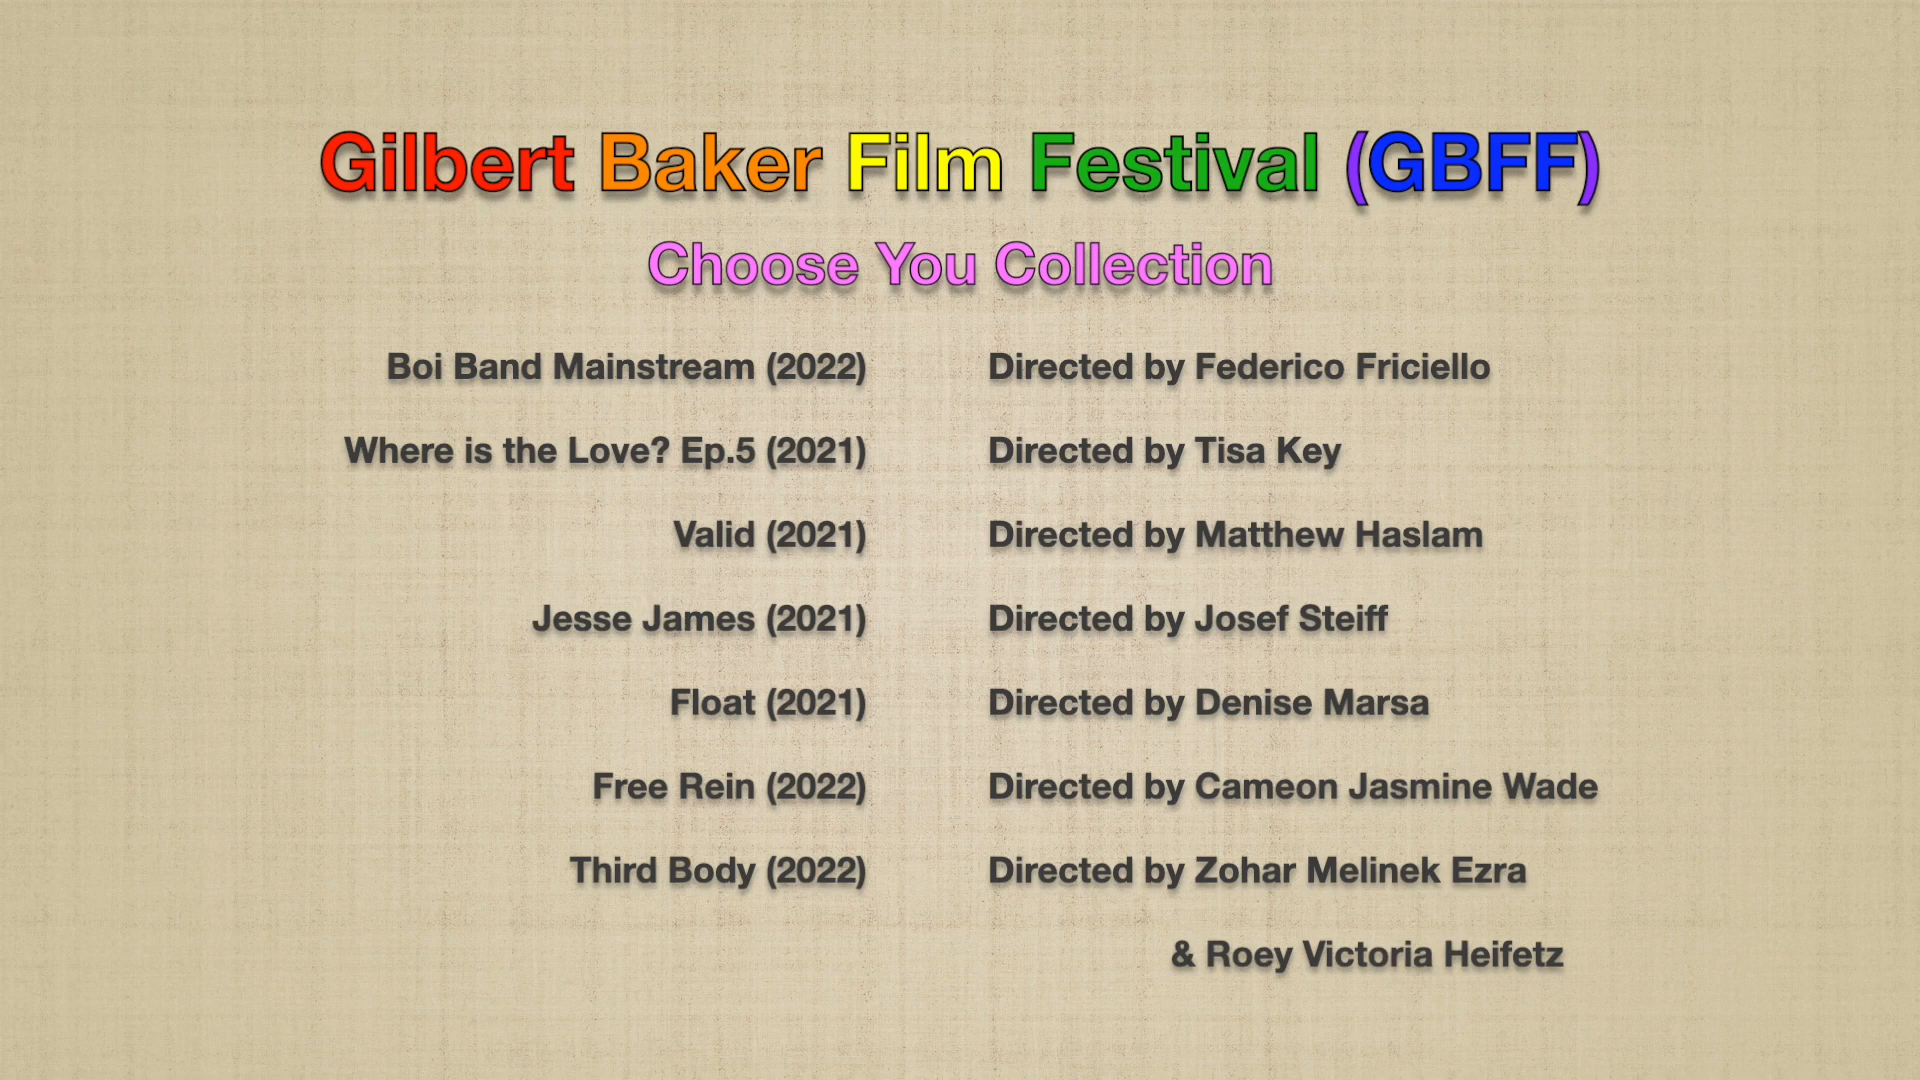 Gilbert Baker Film Festival (GBFF)
Choose You Collection
Boi Band Mainstream (2022) Directed by Federico Friciello
Where is the Love? Ep.5 (2021) Directed by Tisa Key
Valid (2021) Directed by Matthew Haslam
Jesse James (2021) Directed by Josef Steiff
Float (2021) Directed by Denise Marsa
Free Rein (2022) Directed by Cameon Jasmine Wade
Third Body (2022) Directed by Zohar Melinek Ezra
& Roey Victoria Heifetz